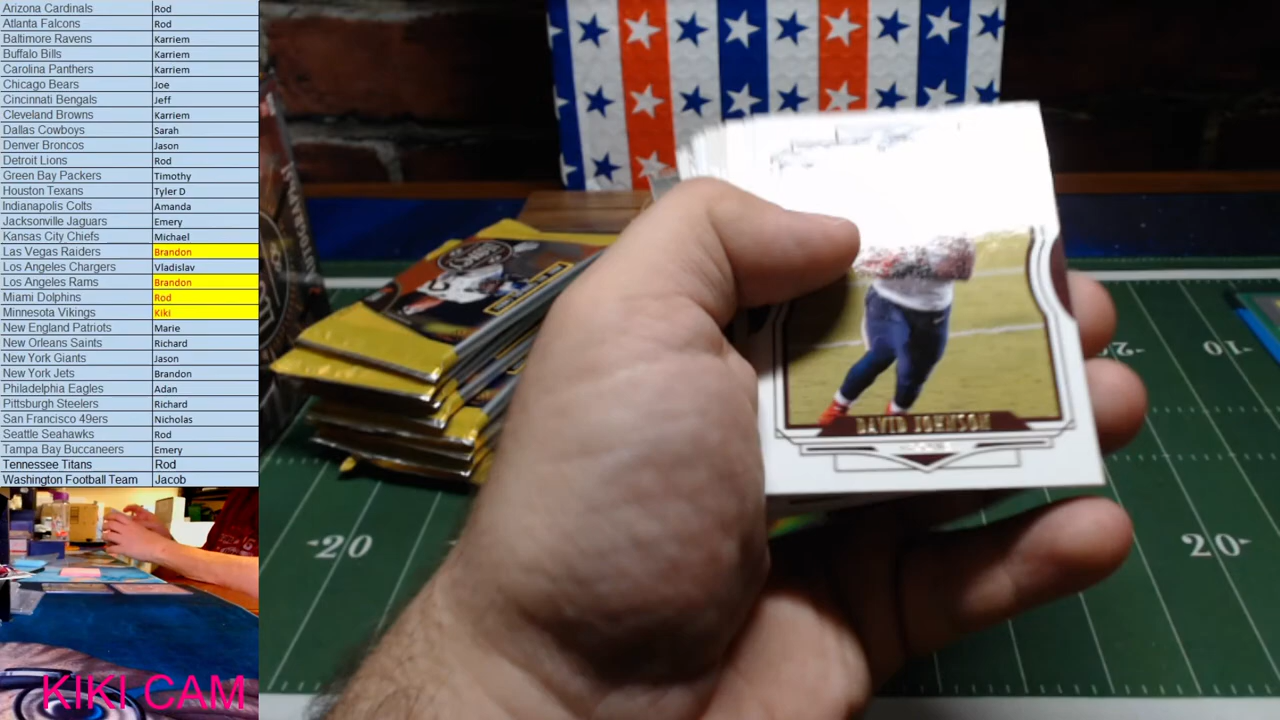 Arizona Cardinals Rod
Atlanta Falcons Rod
Baltimore Ravens Karriem
Buffalo Bills Karriem
Carolina Panthers Karriem
Chicago Bears Joe
Cincinnati Bengals Jeff
Cleveland Browns Karriem
Dallas Cowboys Sarah
Denver Broncos Jason
Detroit Lions Rod
Green Bay Packers Timothy
Houston Texans Tyler D
Indianapolis Colts Amanda
Jacksonville Jaguars Emery
Kansas City Chiefs Michael
Las Vegas Raiders Brandon
Los Angeles Chargers Vladislav
Los Angeles Rams Brandon
Miami Dolphins Rod
Minnesota Vikings Kiki
New England Patriots Marie
New Orleans Saints Richard
New York Giants Jason
New York Jets Brandon
Philadelphia Eagles Adan
Pittsburgh Steelers Richard
San Francisco 49ers Nicholas
Seattle Seahawks Rod
Tampa Bay Buccaneers Emery
Tennessee Titans Rod
Washington Football Team Jacob
KIKI CAM
DAVID JOHNSON
-20
20-